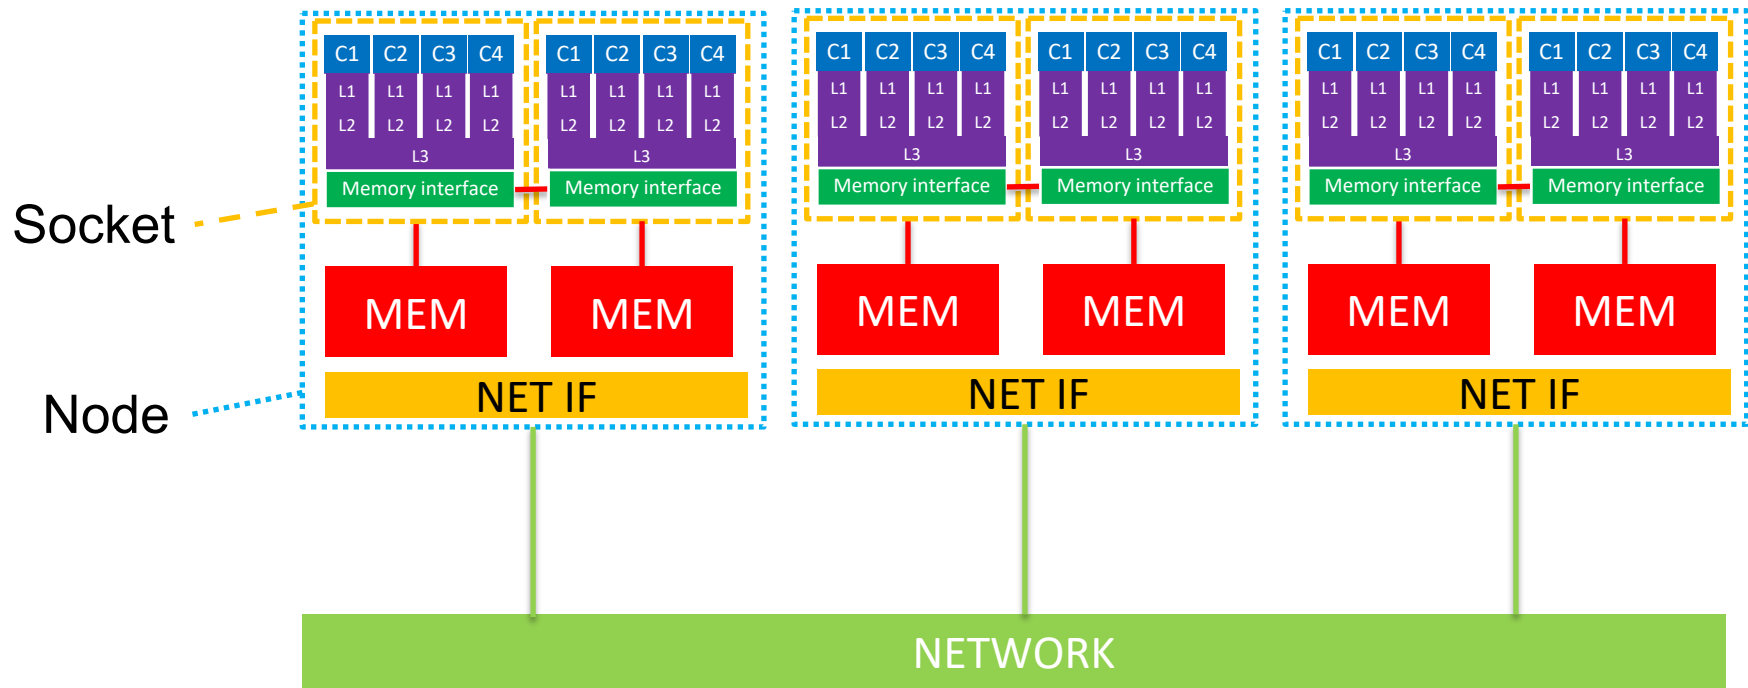 C1 C2 C3 C4 C1 C2 C3 C4 C1 C2 C3 C4 C1 C2 C3 C4 C1 C2 C3 C4 C1 C2 C3 C4
L1 L1 L1 L1 L1 L1 L1 L1 L1 L1 L1 L1 L1 L1 L1 L1 L1 L1 L1 L1 L1 L1 L1 L1
L2 L2 L2 L2 L2 L2 L2 L2 L2 L2 L2 L2 L2 L2 L2 L2 L2 L2 L2 L2 L2 L2 L2 L2
L3 L3 L3 L3 L3 L3
Memory interface Memory interface Memory interface Memory interface Memory interface Memory interface
Socket
MEM MEM MEM MEM MEM MEM
NET IF NET IF NET IF
Node
NETWORK